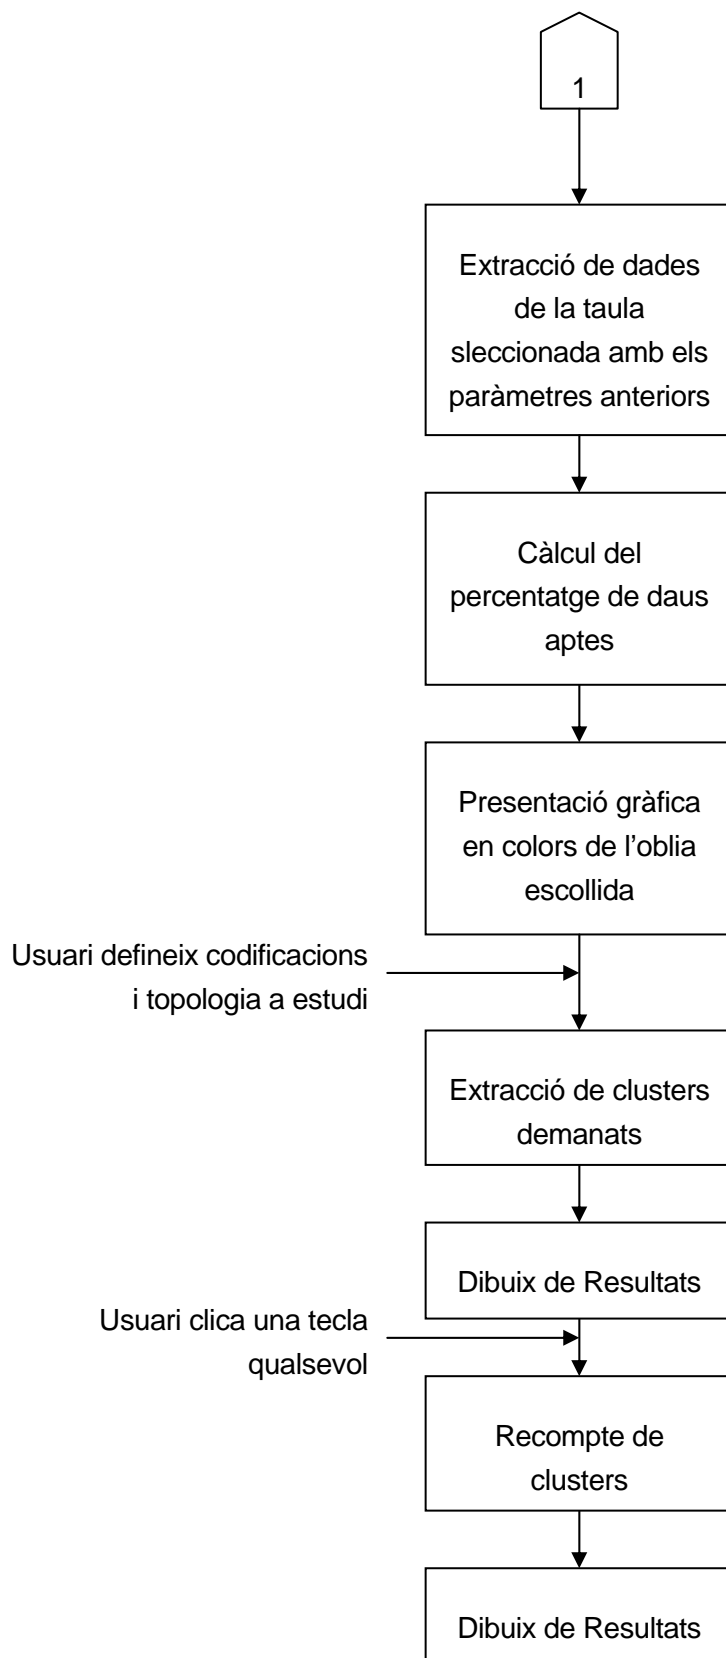 1
Extracció de dades
de la taula
sleccionada amb els
paràmetres anteriors
Càlcul del
percentatge de daus
aptes
Presentació gràfica
en colors de l’oblia
escollida
Usuari defineix codificacions
i topologia a estudi
Extracció de clusters
demanats
Dibuix de Resultats
Usuari clica una tecla
qualsevol
Recompte de
clusters
Dibuix de Resultats